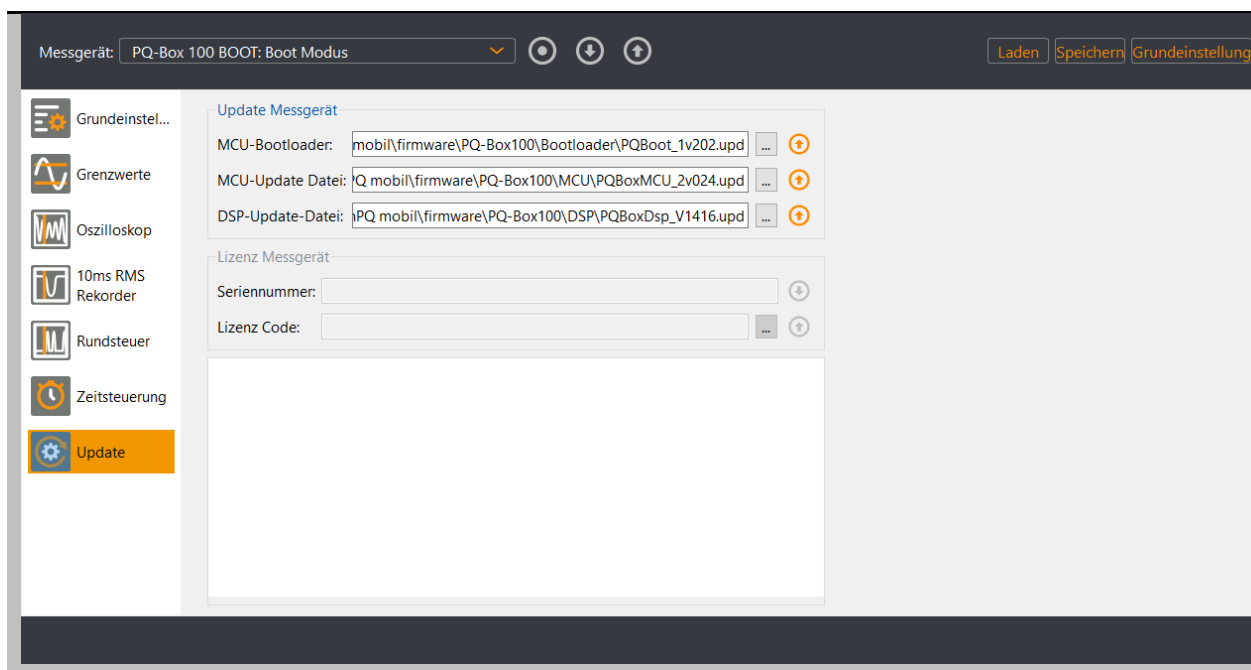 Messgerät: PQ-Box 100 BOOT: Boot Modus
Laden Speichern Grundeinstellung
Grundeinstel...
Grenzwerte
Oszilloskop
10ms RMS
Rekorder
Rundsteuer
Zeitsteuerung
Update
Update Messgerät
MCU-Bootloader: mobil\firmware\PQ-Box100\Bootloader\PQBoot_1v202.upd ...
MCU-Update Datei: PQ mobil\firmware\PQ-Box100\MCU\PQBoxMCU_2v024.upd ...
DSP-Update-Datei: PQ mobil\firmware\PQ-Box100\DSP\PQBoxDsp_V1416.upd ...
Lizenz Messgerät
Seriennummer:
Lizenz Code: ...